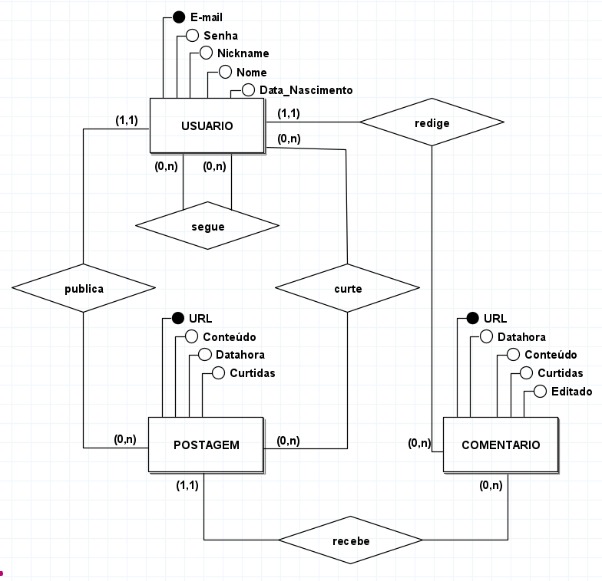 E-mail
Senha
Nickname
Nome
Data_Nascimento
(1,1)
USUARIO
(1,1)
(0,n)
redige
(0,n)
(0,n)
segue
publica
curte
URL
Conteúdo
Datahora
Curtidas
URL
Datahora
Conteúdo
Curtidas
Editado
(0,n)
POSTAGEM
(0,n)
(0,n)
COMENTARIO
(1,1)
(0,n)
recebe